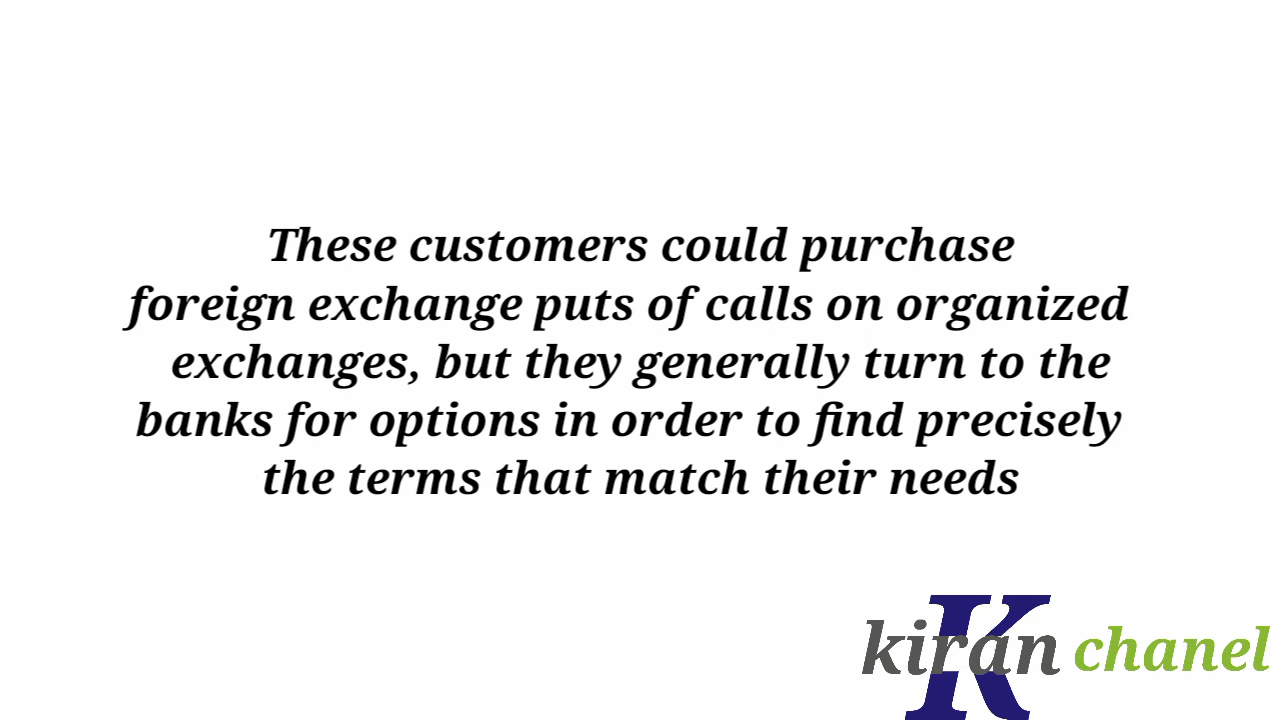 These customers could purchase
foreign exchange puts of calls on organized
exchanges, but they generally turn to the
banks for options in order to find precisely
the terms that match their needs
K
kiran chanel